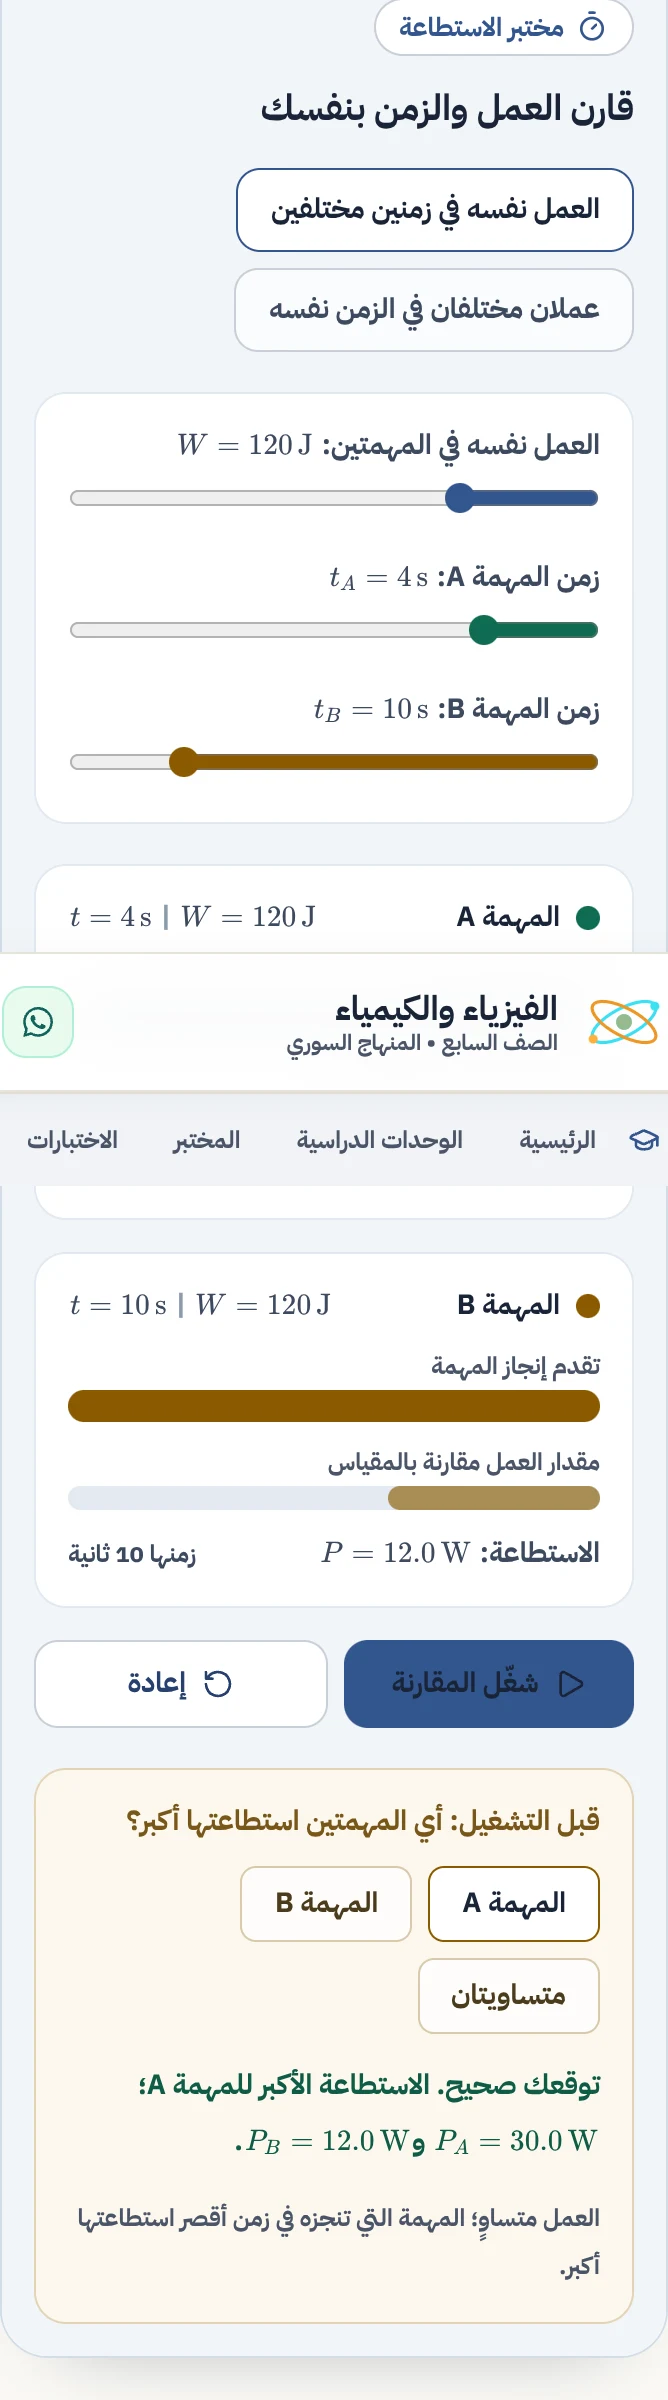 مختبر الاستطاعة
قارن العمل والزمن بنفسك
العمل نفسه في زمنين مختلفين
عملان مختلفان في الزمن نفسه
العمل نفسه في المهمتين: W = 120 J
زمن المهمة A: t_A = 4 s
زمن المهمة B: t_B = 10 s
المهمة A t = 4 s | W = 120 J
الفيزياء والكيمياء
الصف السابع • المنهاج السوري
الرئيسية الوحدات الدراسية المختبر الاختبارات
المهمة B t = 10 s | W = 120 J
تقدم إنجاز المهمة
مقدار العمل مقارنة بالمقياس
الاستطاعة: P = 12.0 W زمنها 10 ثانية
شغّل المقارنة إعادة
قبل التشغيل: أي المهمتين استطاعتها أكبر؟
المهمة A المهمة B
متساويتان
توقعك صحيح. الاستطاعة الأكبر للمهمة A؛
P_A = 30.0 W و P_B = 12.0 W.
العمل متساوٍ؛ المهمة التي تنجزه في زمن أقصر استطاعتها
أكبر.